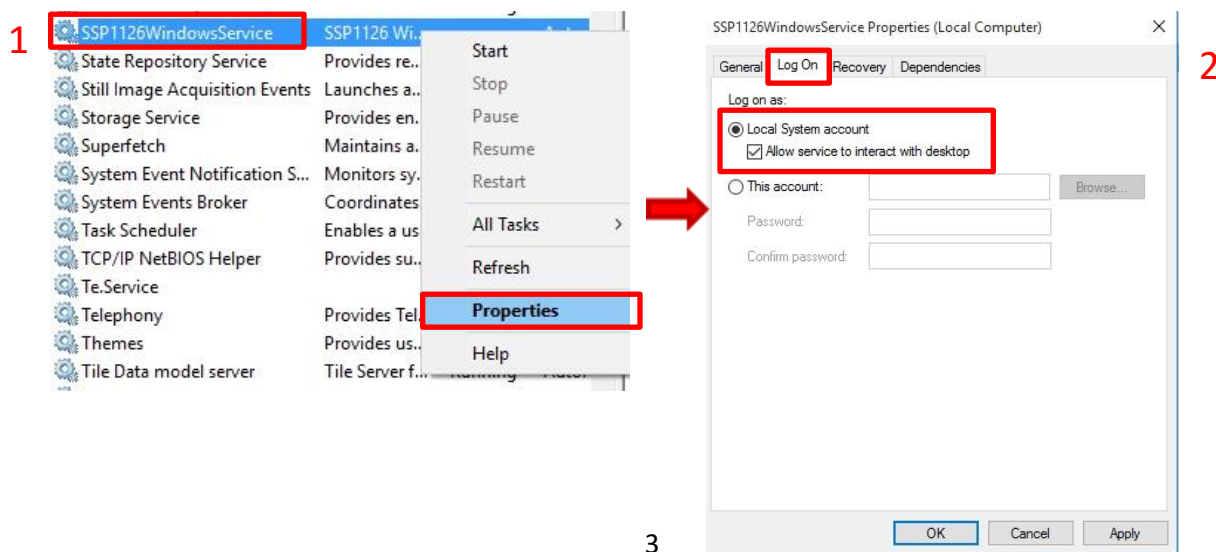 1
SSP1126WindowsService SSP1126 Wi...
State Repository Service Provides re...
Still Image Acquisition Events Launches a...
Storage Service Provides en...
Superfetch Maintains a...
System Event Notification S... Monitors sy...
System Events Broker Coordinates
Task Scheduler Enables a us
TCP/IP NetBIOS Helper Provides su...
Te.Service
Telephony Provides Tel...
Themes Provides us...
Tile Data model server Tile Server f... Running
Start
Stop
Pause
Resume
Restart
All Tasks >
Refresh
Properties
Help
2
SSP1126WindowsService Properties (Local Computer)
General Log On Recovery Dependencies
Log on as:
Local System account
Allow service to interact with desktop
This account: Browse...
Password:
Confirm password:
OK Cancel Apply
3